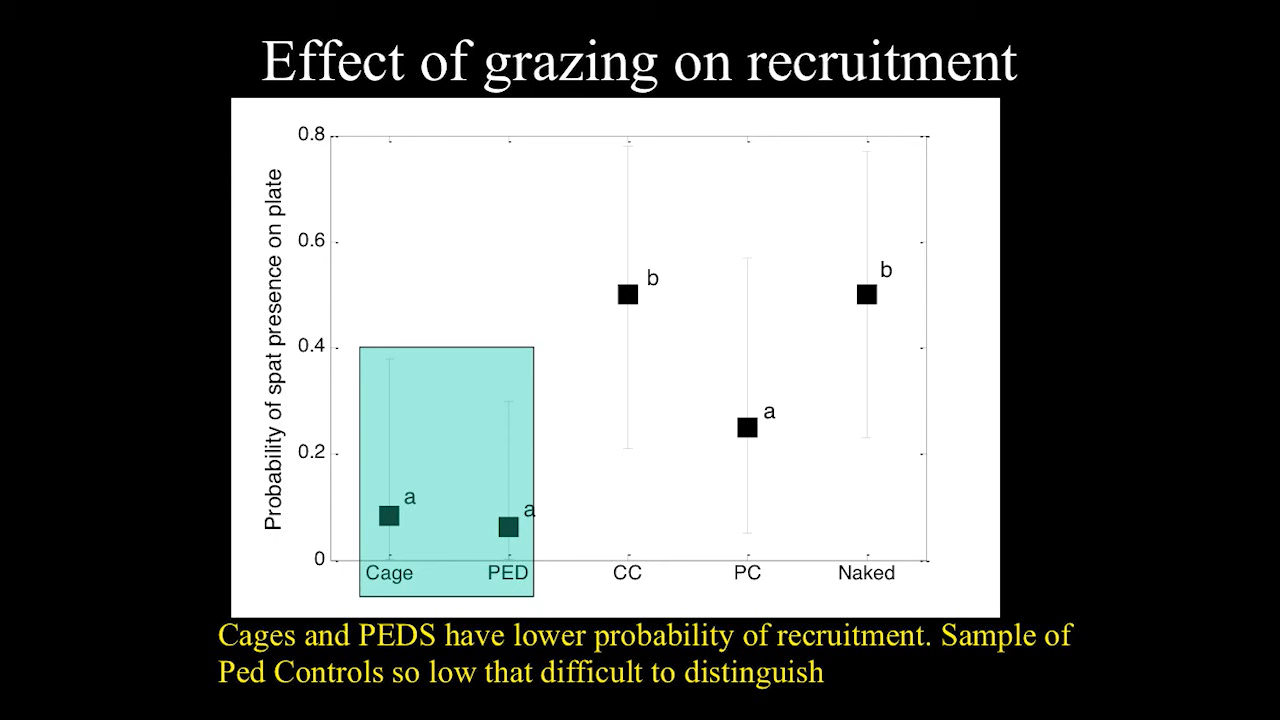 Effect of grazing on recruitment
Probability of spat presence on plate
0.8
0.6
0.4
0.2
0
b
b
a
a
a
Cage PED CC PC Naked
Cages and PEDS have lower probability of recruitment. Sample of
Ped Controls so low that difficult to distinguish